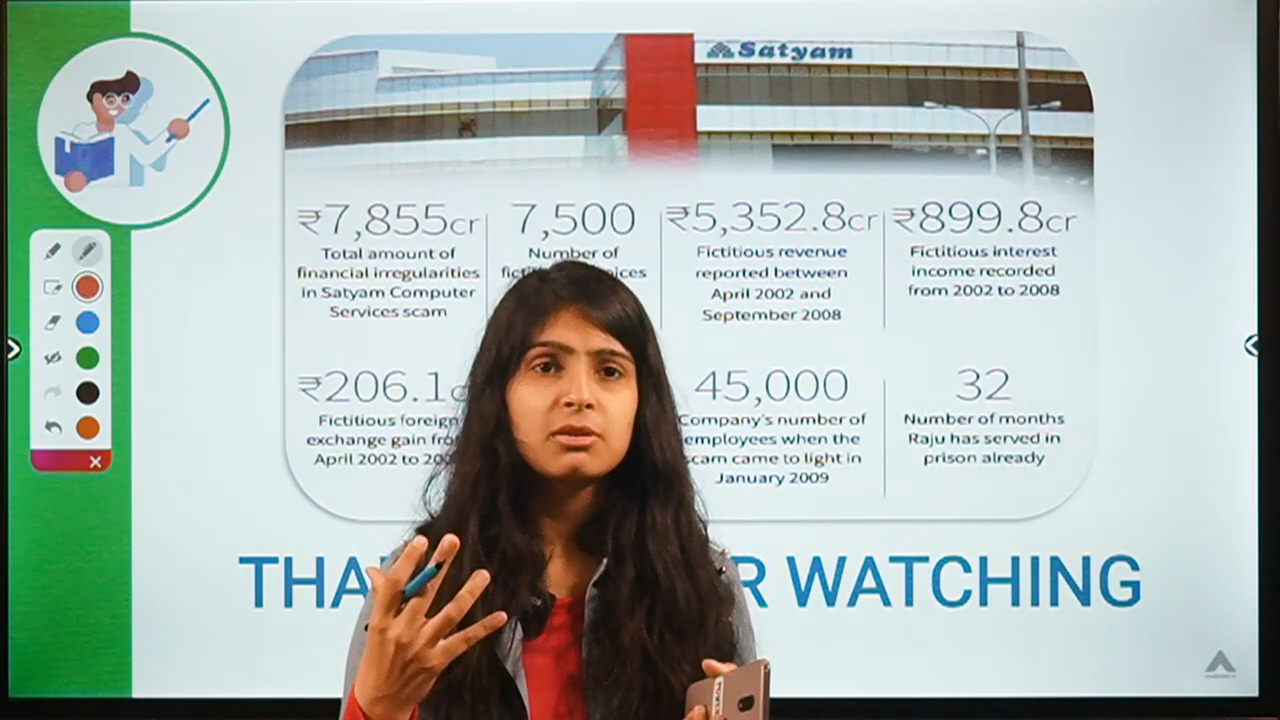 Satyam
₹7,855cr
Total amount of
financial irregularities
in Satyam Computer
Services scam
7,500
Number of
₹5,352.8cr
Fictitious revenue
reported between
April 2002 and
September 2008
₹899.8cr
Fictitious interest
income recorded
from 2002 to 2008
₹206.1
Fictitious foreign
exchange gain
April 2002 to
45,000
Company's number of
employees when the
scam came to light in
January 2009
32
Number of months
Raju has served in
prison already
WATCHING